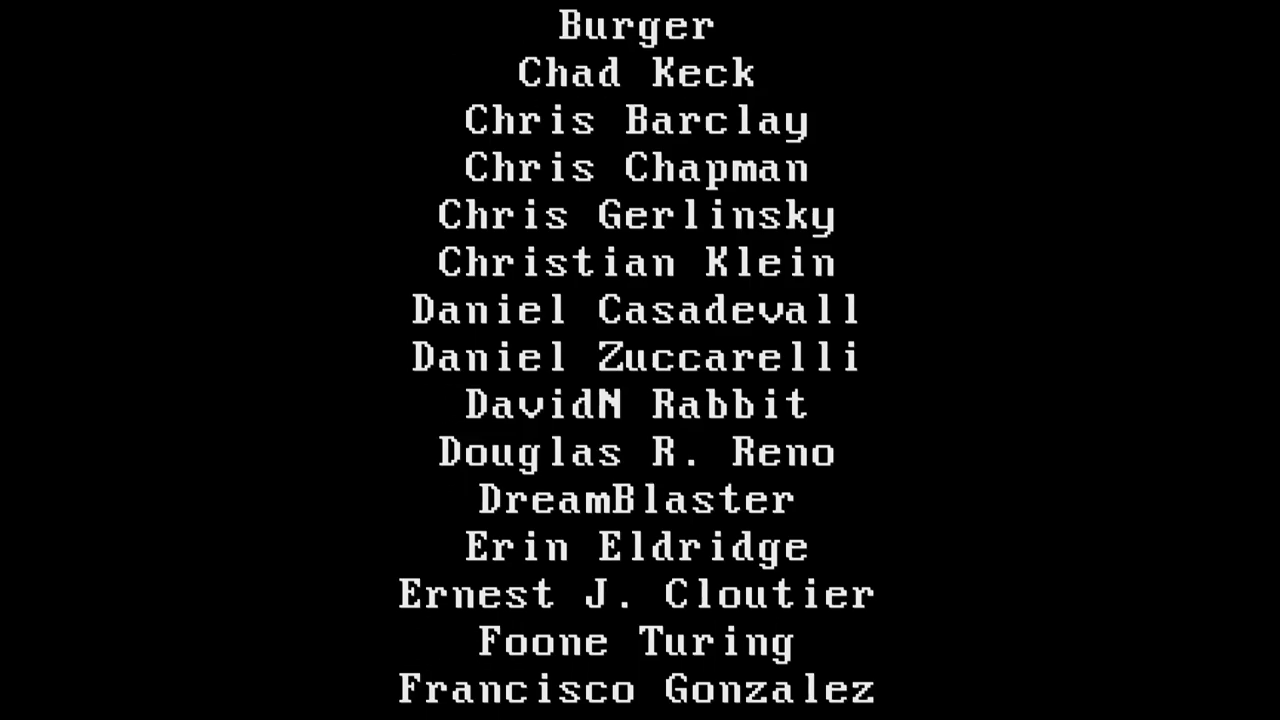 Burger
Chad Keck
Chris Barclay
Chris Chapman
Chris Gerlinsky
Christian Klein
Daniel Casadevall
Daniel Zuccarelli
DavidN Rabbit
Douglas R. Reno
DreamBlaster
Erin Eldridge
Ernest J. Cloutier
Foone Turing
Francisco Gonzalez